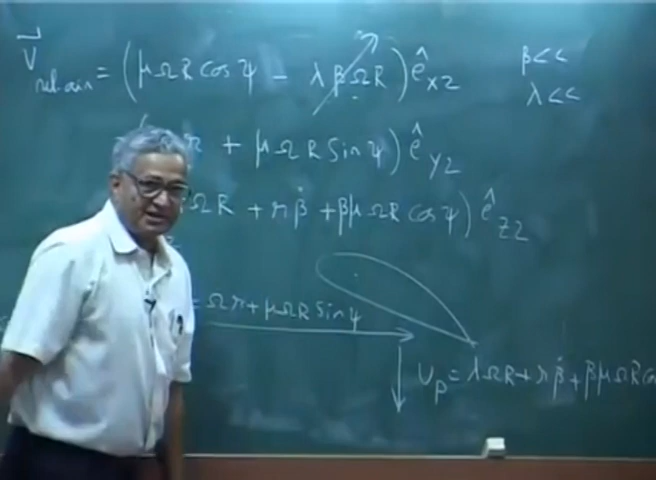 V⃗ rel air = (μΩR cos ψ − λβΩR) ê x2
β <<
λ <<
r + μΩR sin ψ) ê y2
ΩR + rβ̇ + βμΩR cos ψ) ê z2
= Ωr + μΩR sin ψ
U_P = λΩR + rβ̇ + βμΩR